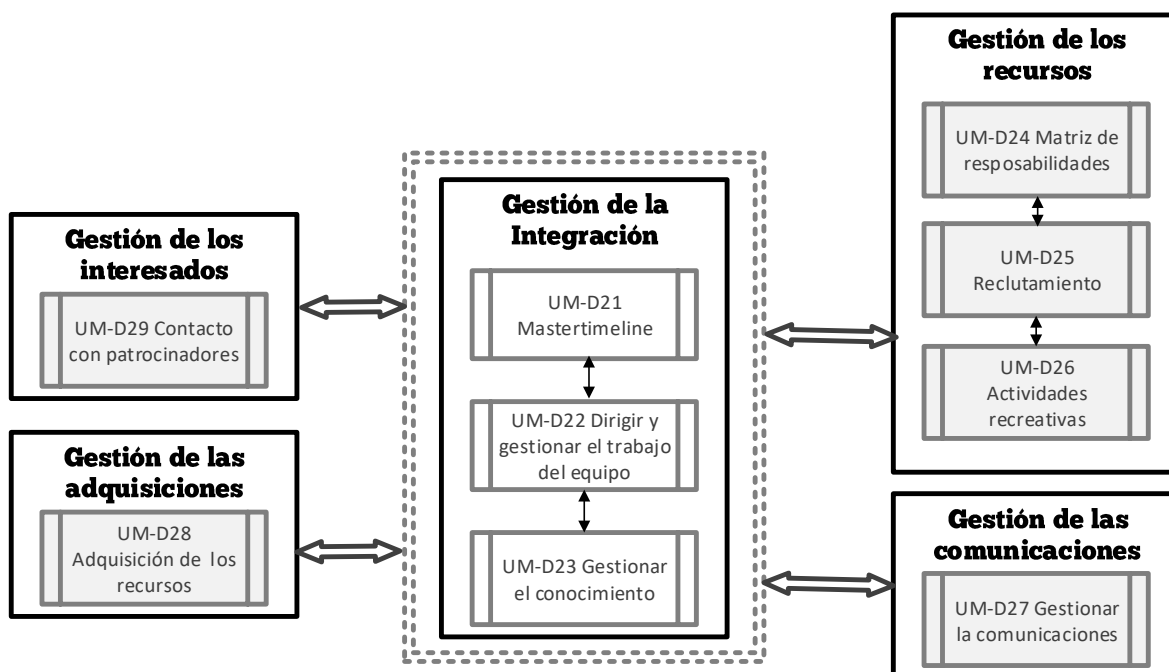 Gestión de los
interesados
UM-D29 Contacto
con patrocinadores
Gestión de las
adquisiciones
UM-D28
Adquisición de los
recursos
Gestión de la
Integración
UM-D21
Mastertimeline
UM-D22 Dirigir y
gestionar el trabajo
del equipo
UM-D23 Gestionar
el conocimiento
Gestión de los
recursos
UM-D24 Matriz de
resposabilidades
UM-D25
Reclutamiento
UM-D26
Actividades
recreativas
Gestión de las
comunicaciones
UM-D27 Gestionar
la comunicaciones